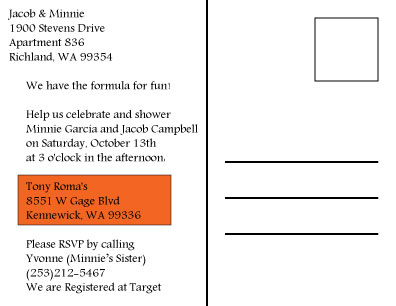 Jacob & Minnie
1900 Stevens Drive
Apartment 836
Richland, WA 99354
We have the formula for fun!
Help us celebrate and shower
Minnie Garcia and Jacob Campbell
on Saturday, October 13th
at 3 o'clock in the afternoon.
Tony Roma's
8551 W Gage Blvd
Kennewick, WA 99336
Please RSVP by calling
Yvonne (Minnie's Sister)
(253)212-5467
We are Registered at Target